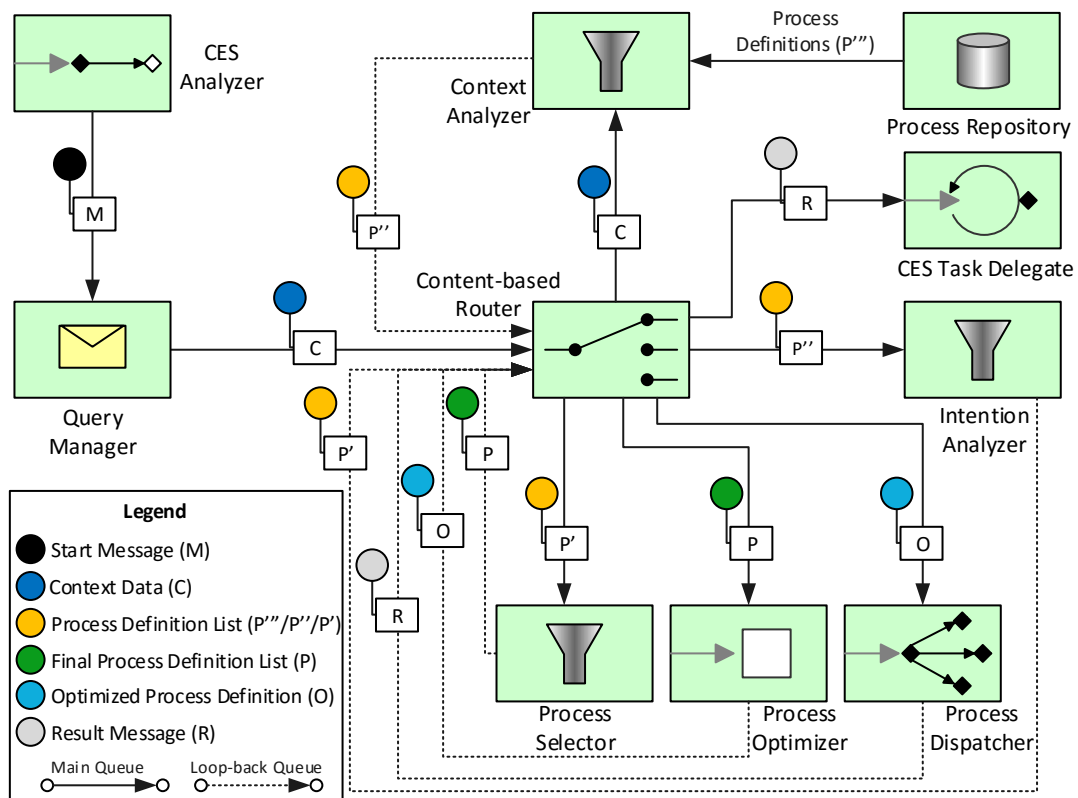 CES
Analyzer
Process
Definitions (P’’’)
Context
Analyzer
Process Repository
M
P’’
C
R
CES Task Delegate
Content-based
Router
C
P’’
Query
Manager
Intention
Analyzer
P’
P
O
P’
P
O
R
Process
Selector
Process
Optimizer
Process
Dispatcher
Legend
Start Message (M)
Context Data (C)
Process Definition List (P’’’/P’’/P’)
Final Process Definition List (P)
Optimized Process Definition (O)
Result Message (R)
Main Queue
Loop-back Queue